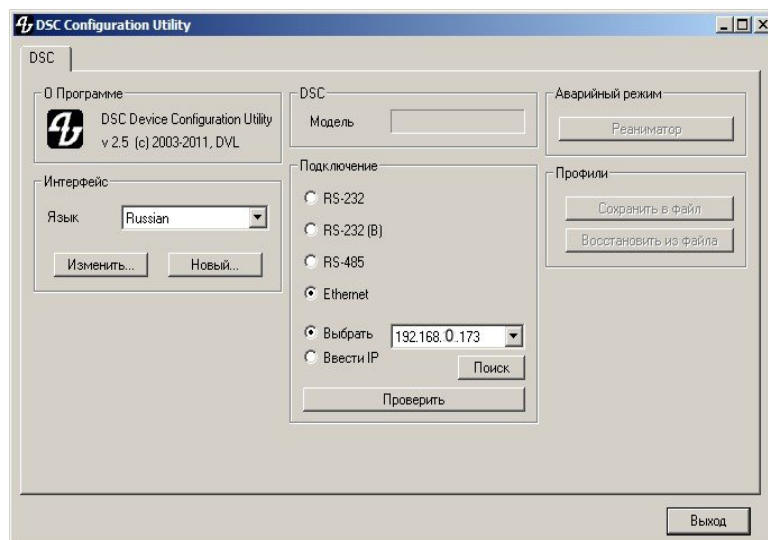 DSC Configuration Utility
DSC
О Программе
DSC Device Configuration Utility
v 2.5 (c) 2003-2011, DVL
Интерфейс
Язык
Russian
Изменить...
Новый...
DSC
Модель
Подключение
RS-232
RS-232 (B)
RS-485
Ethernet
Выбрать
192.168.0.173
Ввести IP
Поиск
Проверить
Аварийный режим
Реаниматор
Профили
Сохранить в файл
Восстановить из файла
Выход